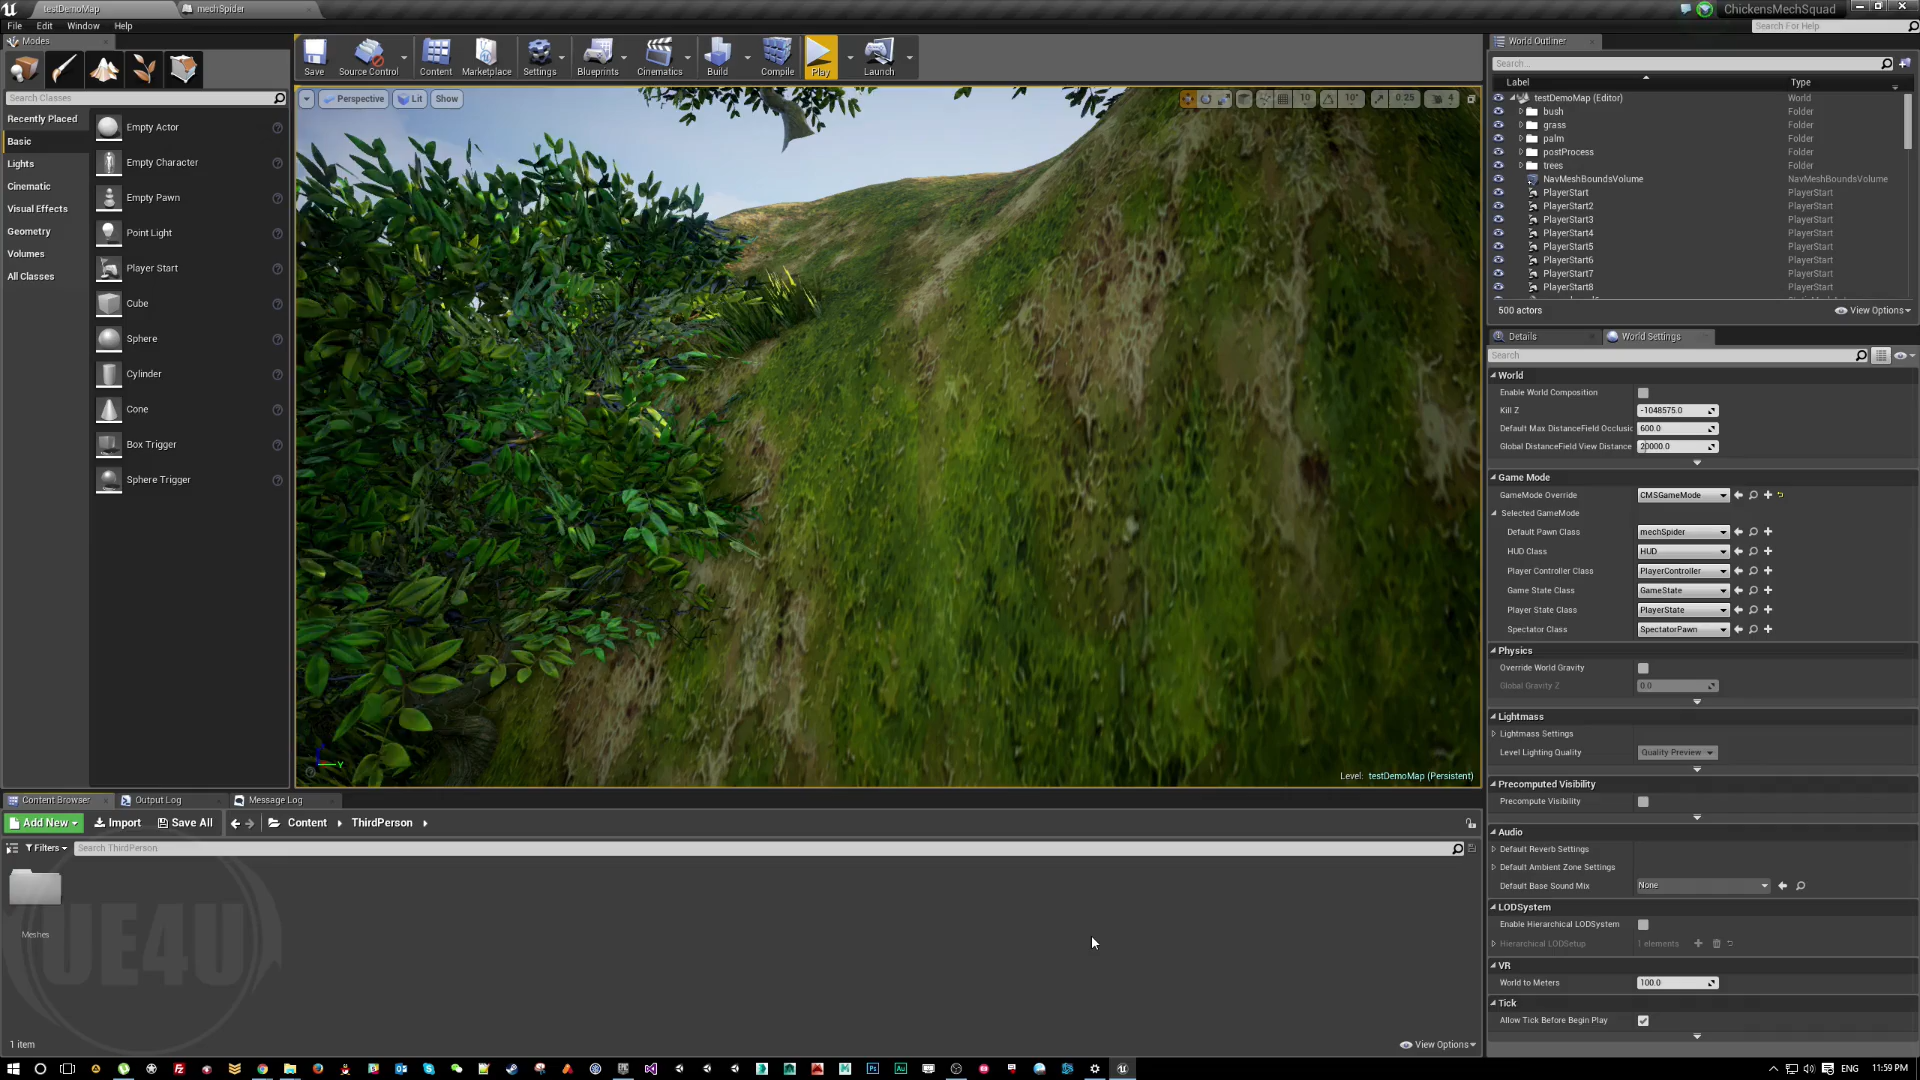 testDemoMap
mechSpider
ChickensMechSquad
File Edit Window Help
Search For Help
Modes
Search Classes
Recently Placed
Basic
Lights
Cinematic
Visual Effects
Geometry
Volumes
All Classes
Empty Actor
Empty Character
Empty Pawn
Point Light
Player Start
Cube
Sphere
Cylinder
Cone
Box Trigger
Sphere Trigger
Save
Source Control
Content
Marketplace
Settings
Blueprints
Cinematics
Build
Compile
Play
Launch
Perspective Lit Show
10 10° 0.25 4
Y
Level: testDemoMap (Persistent)
World Outliner
Search...
Label Type
testDemoMap (Editor) World
bush Folder
grass Folder
palm Folder
postProcess Folder
trees Folder
NavMeshBoundsVolume NavMeshBoundsVolume
PlayerStart PlayerStart
PlayerStart2 PlayerStart
PlayerStart3 PlayerStart
PlayerStart4 PlayerStart
PlayerStart5 PlayerStart
PlayerStart6 PlayerStart
PlayerStart7 PlayerStart
PlayerStart8 PlayerStart
500 actors View Options
Details World Settings
Search
World
Enable World Composition
Kill Z -1048575.0
Default Max DistanceField Occlusio 600.0
Global DistanceField View Distance 20000.0
Game Mode
GameMode Override CMSGameMode
Selected GameMode
Default Pawn Class mechSpider
HUD Class HUD
Player Controller Class PlayerController
Game State Class GameState
Player State Class PlayerState
Spectator Class SpectatorPawn
Physics
Override World Gravity
Global Gravity Z 0.0
Lightmass
Lightmass Settings
Level Lighting Quality Quality Preview
Precomputed Visibility
Precompute Visibility
Audio
Default Reverb Settings
Default Ambient Zone Settings
Default Base Sound Mix None
LODSystem
Enable Hierarchical LODSystem
Hierarchical LODSetup 1 elements
VR
World to Meters 100.0
Tick
Allow Tick Before Begin Play
Content Browser Output Log Message Log
Add New Import Save All Content ThirdPerson
Filters Search ThirdPerson
Meshes
UE4U
1 item View Options
ENG 11:59 PM